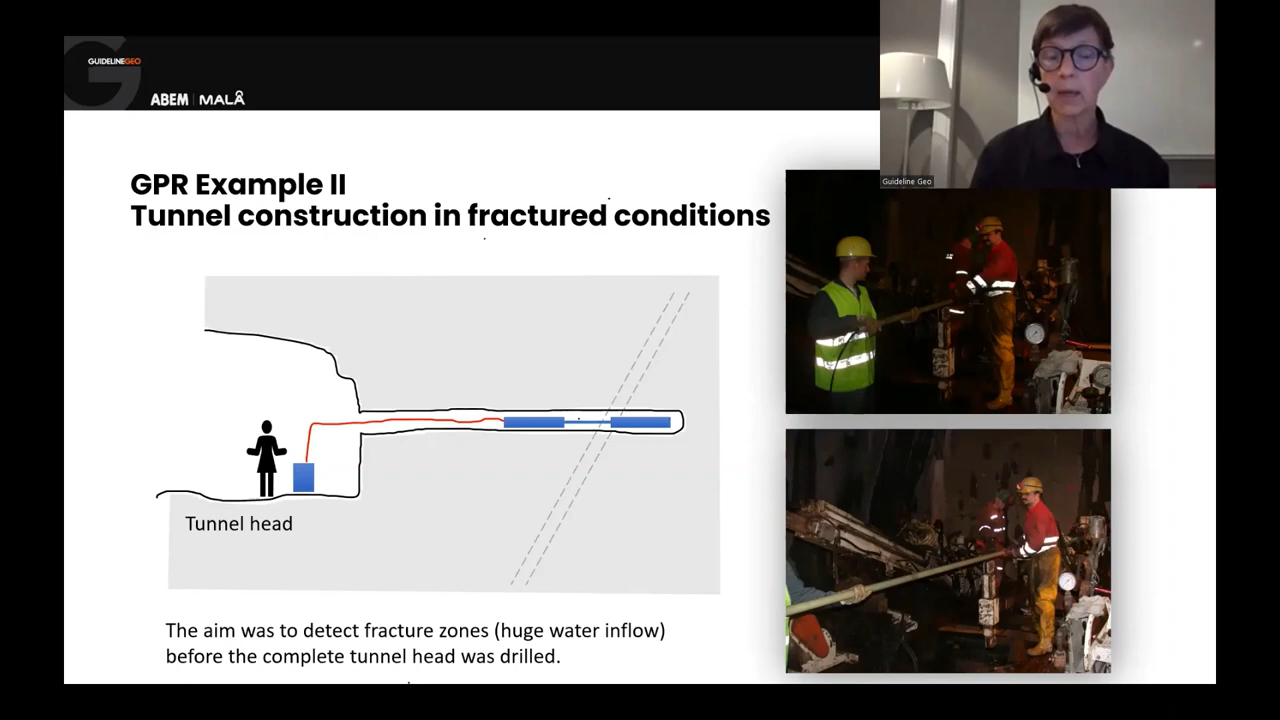 GUIDELINEGEO
ABEM | MALÅ
Guideline Geo
GPR Example II
Tunnel construction in fractured conditions
Tunnel head
The aim was to detect fracture zones (huge water inflow)
before the complete tunnel head was drilled.